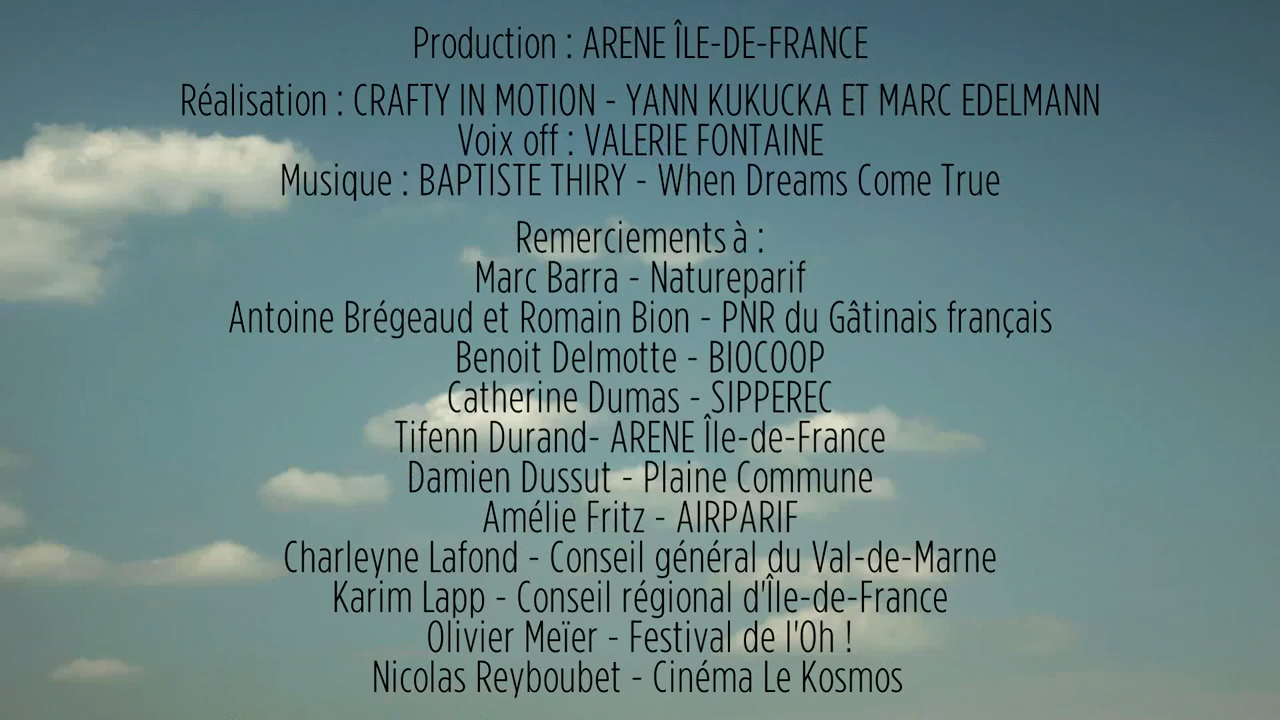 Production : ARENE ÎLE-DE-FRANCE
Réalisation : CRAFTY IN MOTION - YANN KUKUCKA ET MARC EDELMANN
Voix off : VALERIE FONTAINE
Musique : BAPTISTE THIRY - When Dreams Come True
Remerciements à :
Marc Barra - Natureparif
Antoine Brégeaud et Romain Bion - PNR du Gâtinais français
Benoit Delmotte - BIOCOOP
Catherine Dumas - SIPPEREC
Tifenn Durand- ARENE Île-de-France
Damien Dussut - Plaine Commune
Amélie Fritz - AIRPARIF
Charleyne Lafond - Conseil général du Val-de-Marne
Karim Lapp - Conseil régional d'Île-de-France
Olivier Meïer - Festival de l'Oh !
Nicolas Reyboubet - Cinéma Le Kosmos